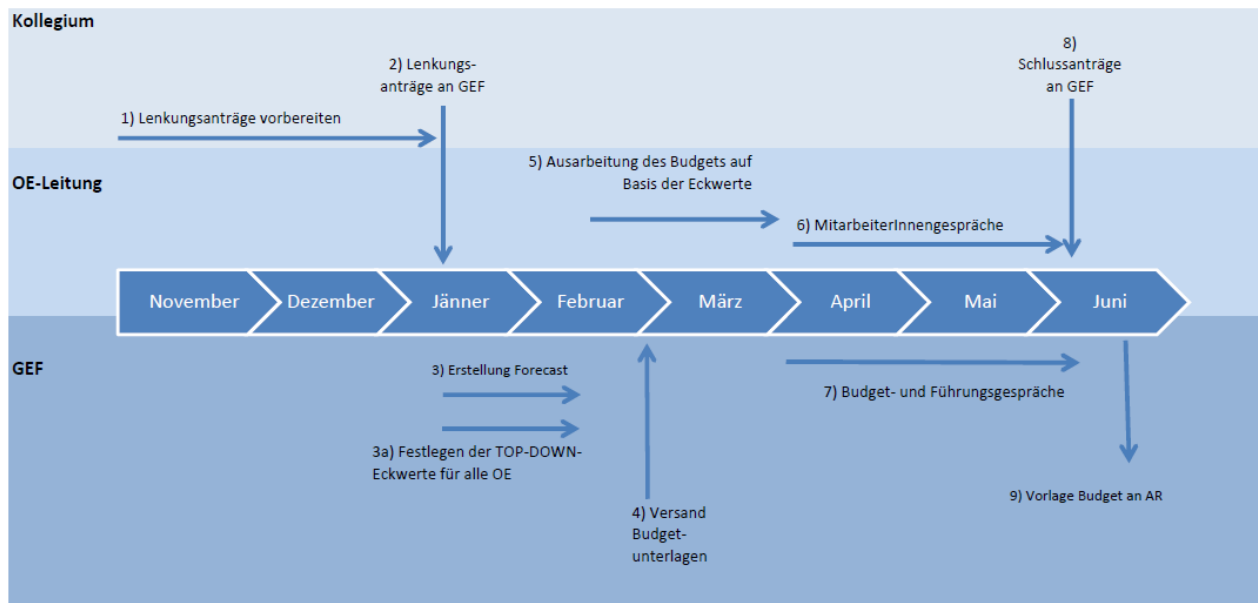 Kollegium
2) Lenkungs-
anträge an GEF
8)
Schlussanträge
an GEF
1) Lenkungsanträge vorbereiten
OE-Leitung
5) Ausarbeitung des Budgets auf
Basis der Eckwerte
6) MitarbeiterInnengespräche
November
Dezember
Jänner
Februar
März
April
Mai
Juni
GEF
3) Erstellung Forecast
7) Budget- und Führungsgespräche
3a) Festlegen der TOP-DOWN-
Eckwerte für alle OE
4) Versand
Budget-
unterlagen
9) Vorlage Budget an AR